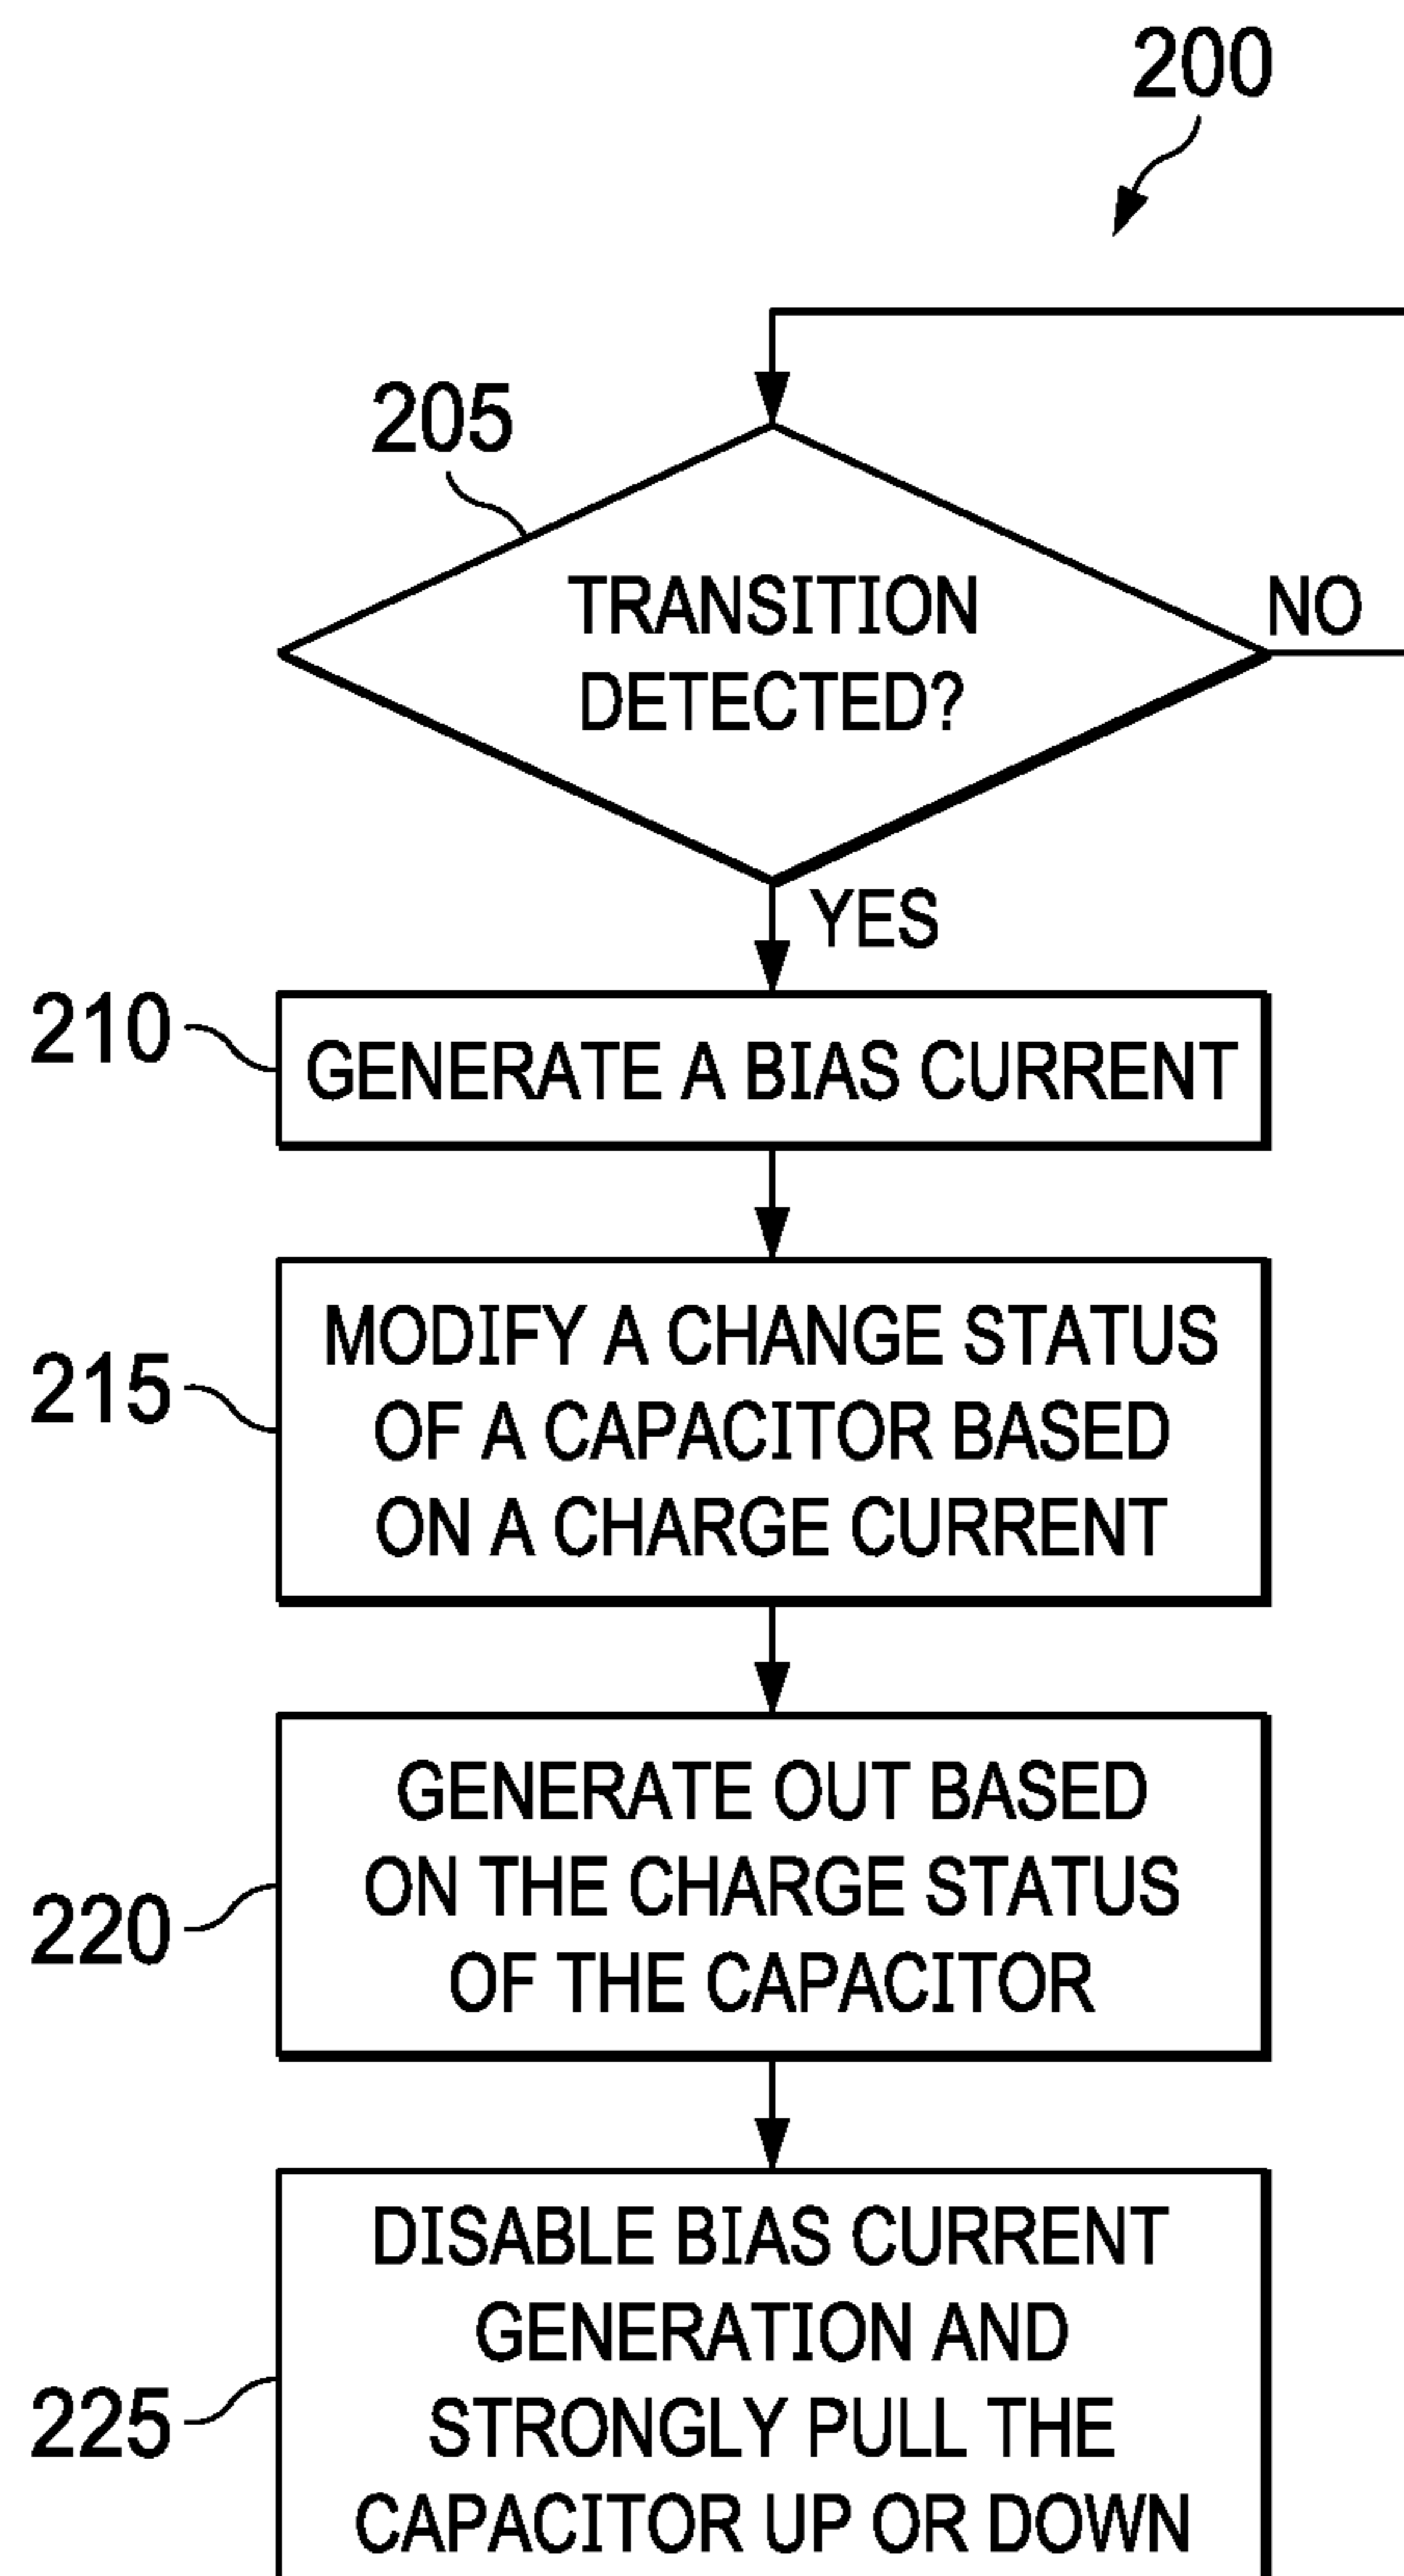 200
205
TRANSITION
DETECTED?
NO
YES
210
GENERATE A BIAS CURRENT
215
MODIFY A CHANGE STATUS
OF A CAPACITOR BASED
ON A CHARGE CURRENT
220
GENERATE OUT BASED
ON THE CHARGE STATUS
OF THE CAPACITOR
225
DISABLE BIAS CURRENT
GENERATION AND
STRONGLY PULL THE
CAPACITOR UP OR DOWN